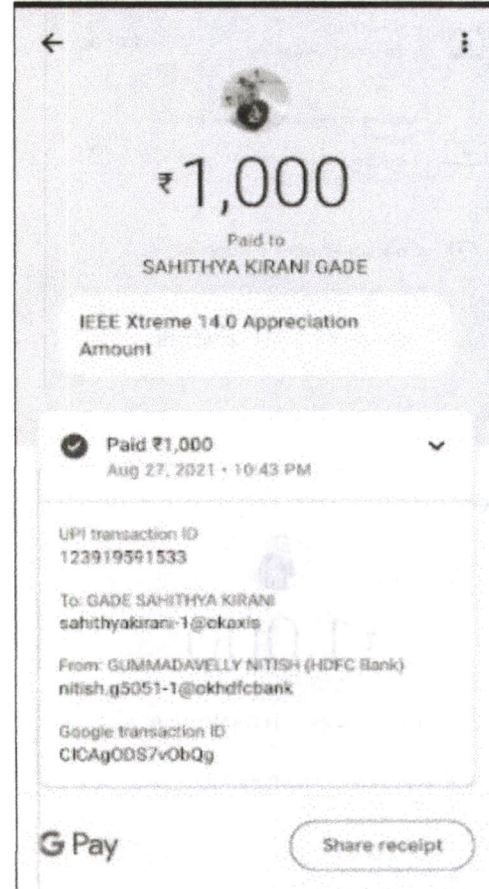 ₹1,000
Paid to
SAHITHYA KIRANI GADE
IEEE Xtreme 14.0 Appreciation
Amount
Paid ₹1,000
Aug 27, 2021 • 10:43 PM
UPI transaction ID
123919591533
To: GADE SAHITHYA KIRANI
sahithyakirani-1@okaxis
From: GUMMADAVELLY NITISH (HDFC Bank)
nitish.g5051-1@okhdfcbank
Google transaction ID
CICAgODS7vObQg
G Pay
Share receipt